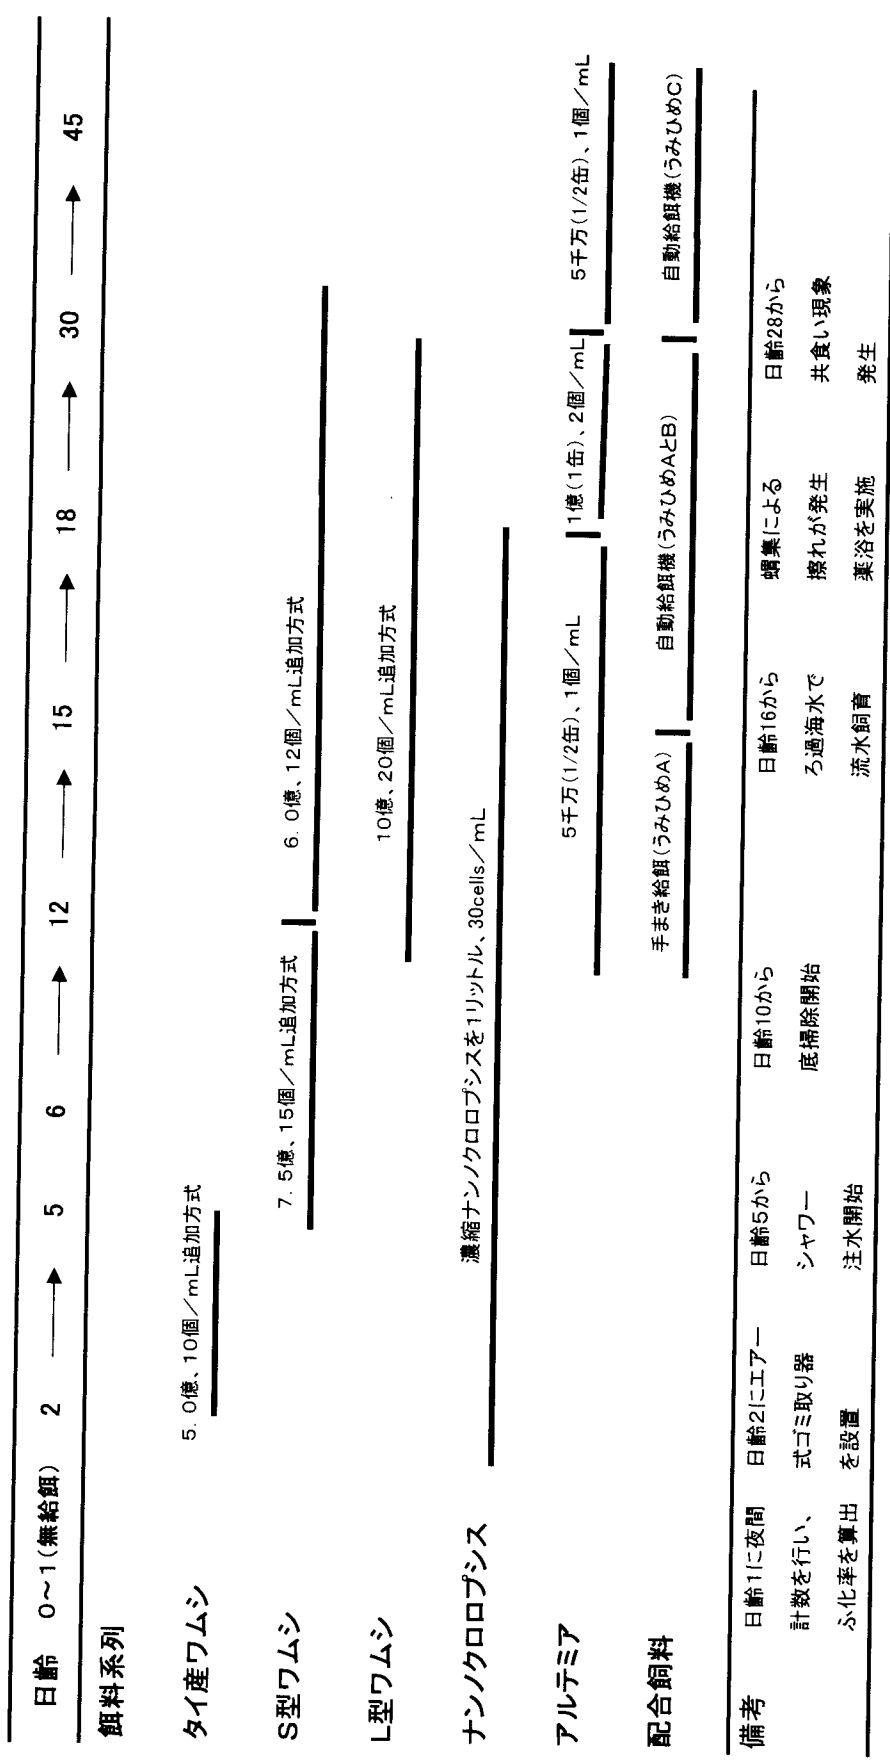 日齢 0～1(無給餌) 2 → 5 6 → 12 → 15 → 18 → 30 → 45
餌料系列
タイ産ワムシ 5.0億、10個／mL追加方式
S型ワムシ 7.5億、15個／mL追加方式 6.0億、12個／mL追加方式
L型ワムシ 10億、20個／mL追加方式
ナンノクロロプシス 濃縮ナンノクロロプシスを1リットル、30cells／mL
アルテミア 5千万(1/2缶)、1個／mL 1億(1缶)、2個／mL 5千万(1/2缶)、1個／mL
配合飼料 手まき給餌(うみひめA) 自動給餌機(うみひめAとB) 自動給餌機(うみひめC)
備考 日齢1に夜間 日齢2にエアー 日齢5から 日齢10から 日齢16から 蝟集による 日齢28から
計数を行い、 式ゴミ取り器 シャワー 底掃除開始 ろ過海水で 擦れが発生 共食い現象
ふ化率を算出 を設置 注水開始 流水飼育 薬浴を実施 発生